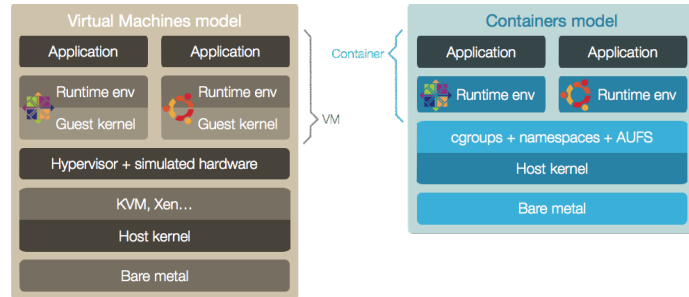 Virtual Machines model
Application
Application
Runtime env
Guest kernel
Runtime env
Guest kernel
Hypervisor + simulated hardware
KVM, Xen...
Host kernel
Bare metal
VM
Container
Containers model
Application
Application
Runtime env
Runtime env
cgroups + namespaces + AUFS
Host kernel
Bare metal